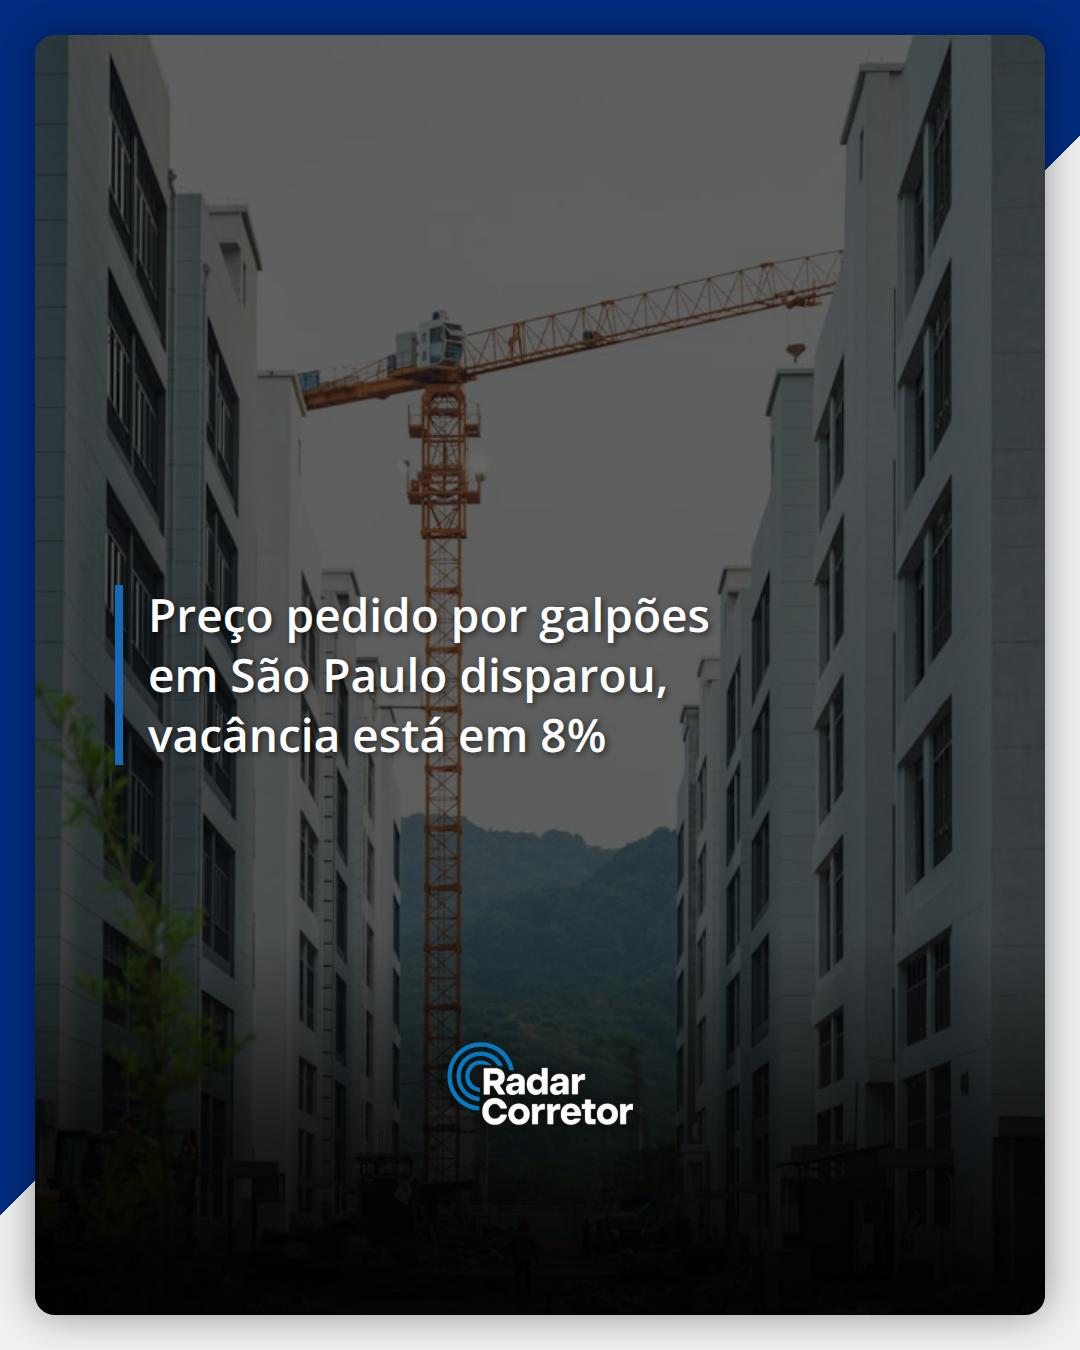 Preço pedido por galpões
em São Paulo disparou,
vacância está em 8%
Radar
Corretor